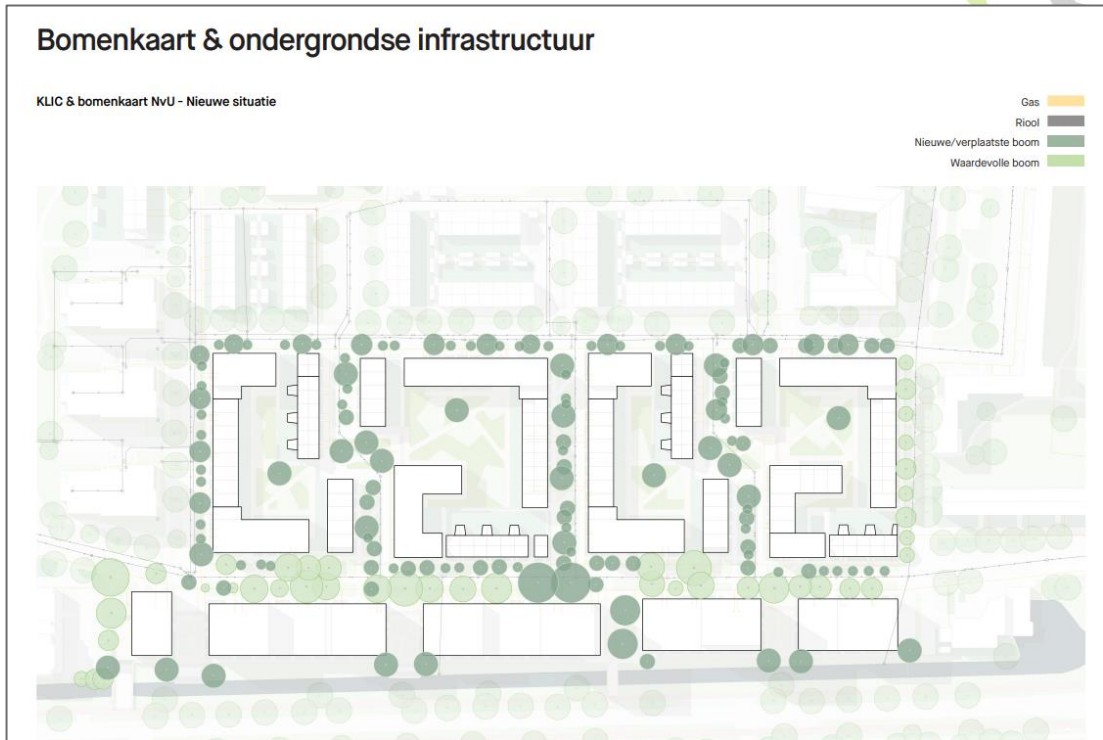 Bomenkaart & ondergrondse infrastructuur
KLIC & bomenkaart NvU - Nieuwe situatie
Gas
Riool
Nieuwe/verplaatste boom
Waardevolle boom